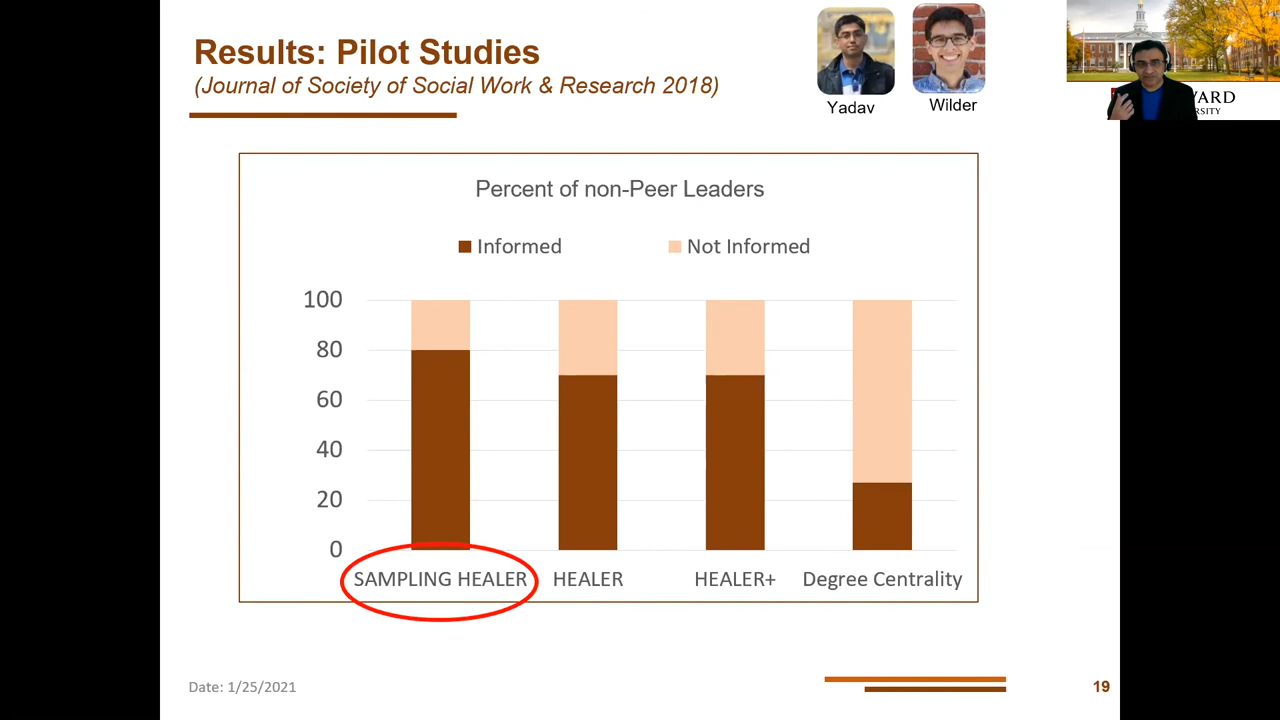 Results: Pilot Studies
(Journal of Society of Social Work & Research 2018)
Yadav
Wilder
VARD
RSITY
Percent of non-Peer Leaders
Informed
Not Informed
100
80
60
40
20
0
SAMPLING HEALER
HEALER
HEALER+
Degree Centrality
Date: 1/25/2021
19